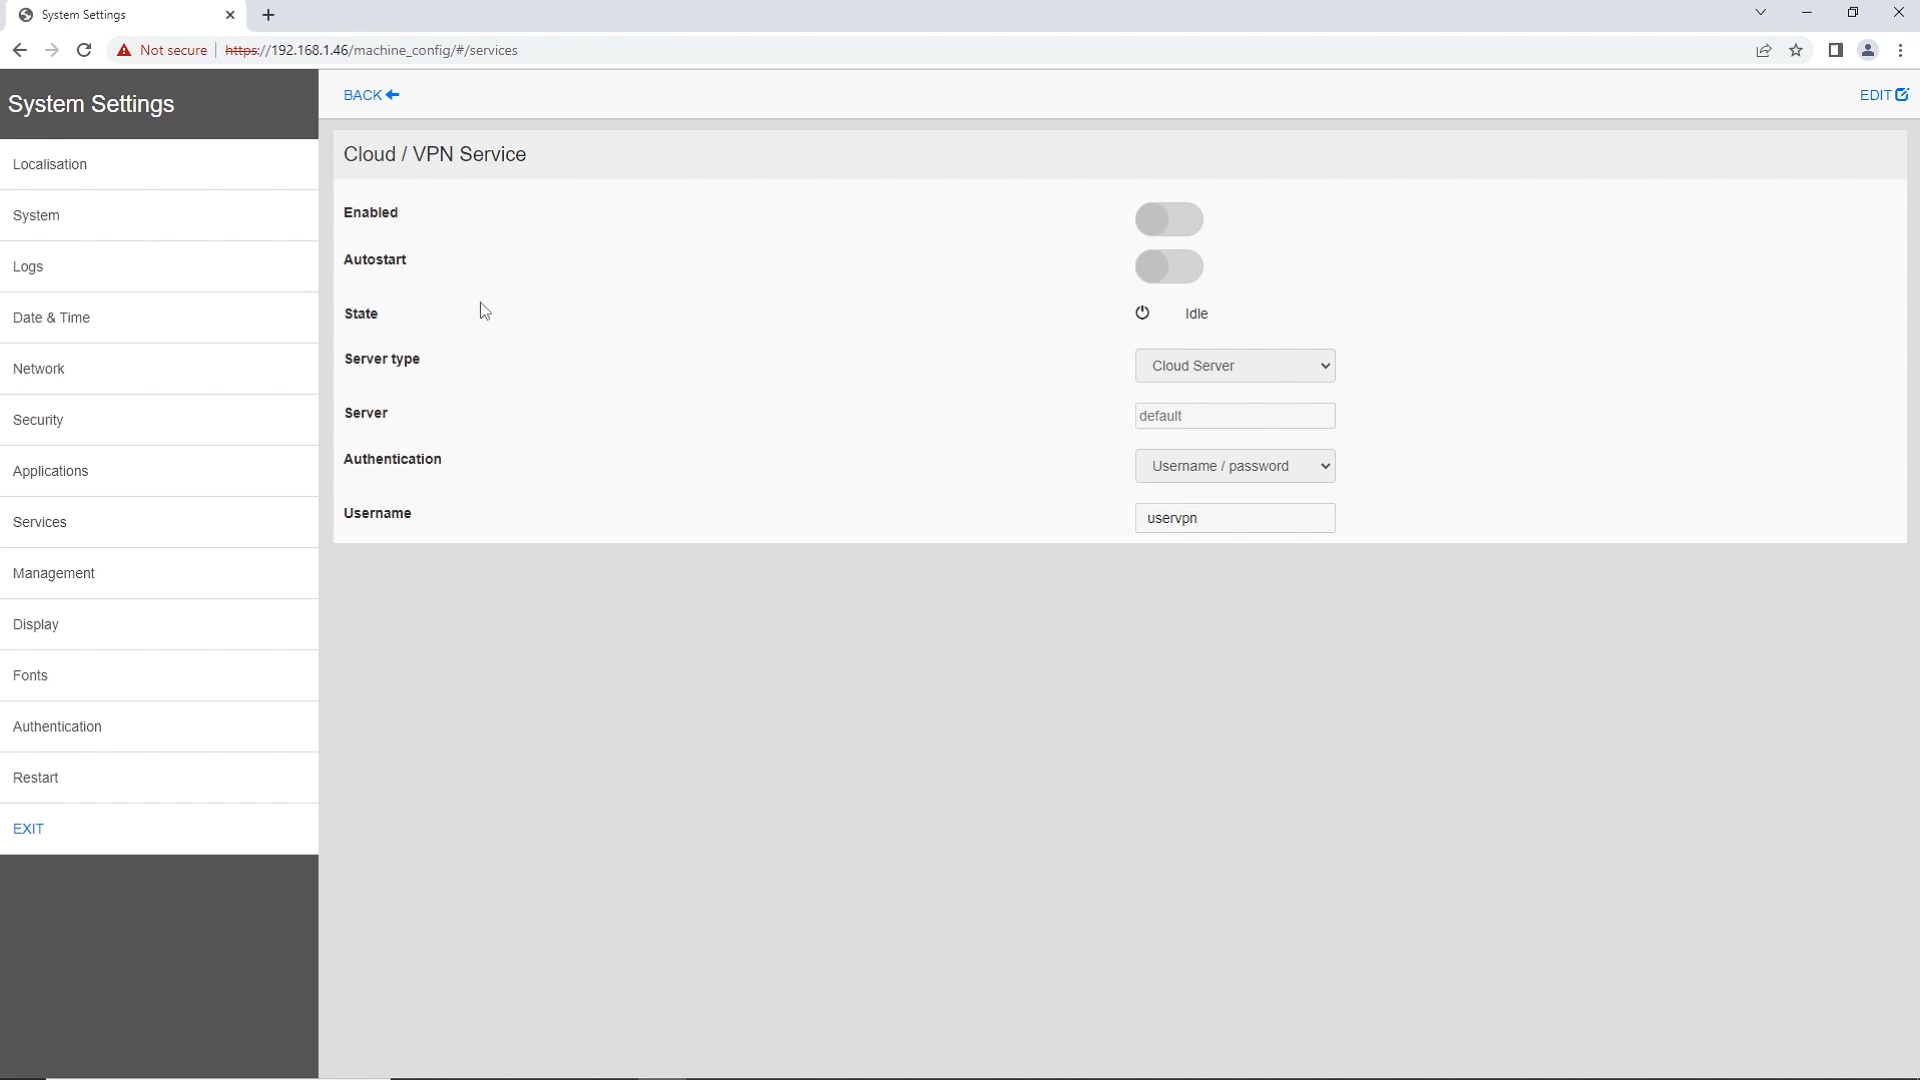 System Settings
Not secure
https://192.168.1.46/machine_config/#/services
System Settings
BACK
EDIT
Localisation
System
Logs
Date & Time
Network
Security
Applications
Services
Management
Display
Fonts
Authentication
Restart
EXIT
Cloud / VPN Service
Enabled
Autostart
State
Idle
Server type
Cloud Server
Server
default
Authentication
Username / password
Username
uservpn